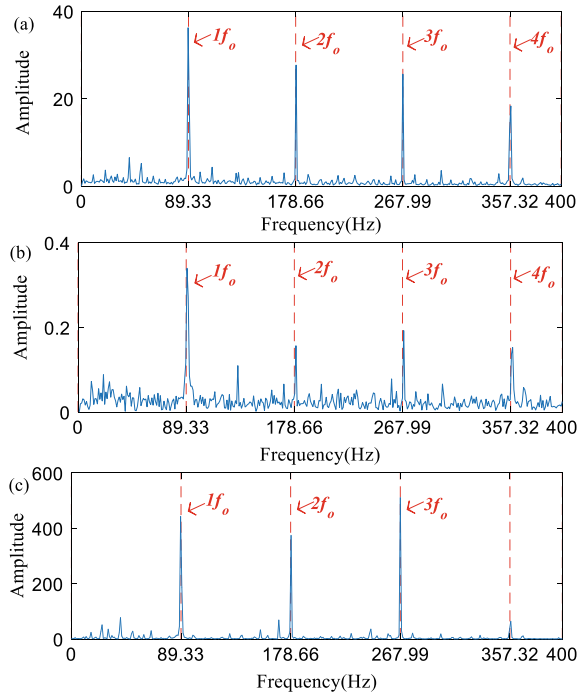 (a)
40
20
0
Amplitude
1fo
2fo
3fo
4fo
0 89.33 178.66 267.99 357.32 400
Frequency(Hz)
(b)
0.4
0.2
0
Amplitude
1fo
2fo
3fo
4fo
0 89.33 178.66 267.99 357.32 400
Frequency(Hz)
(c)
600
400
200
0
Amplitude
1fo
2fo
3fo
0 89.33 178.66 267.99 357.32 400
Frequency(Hz)